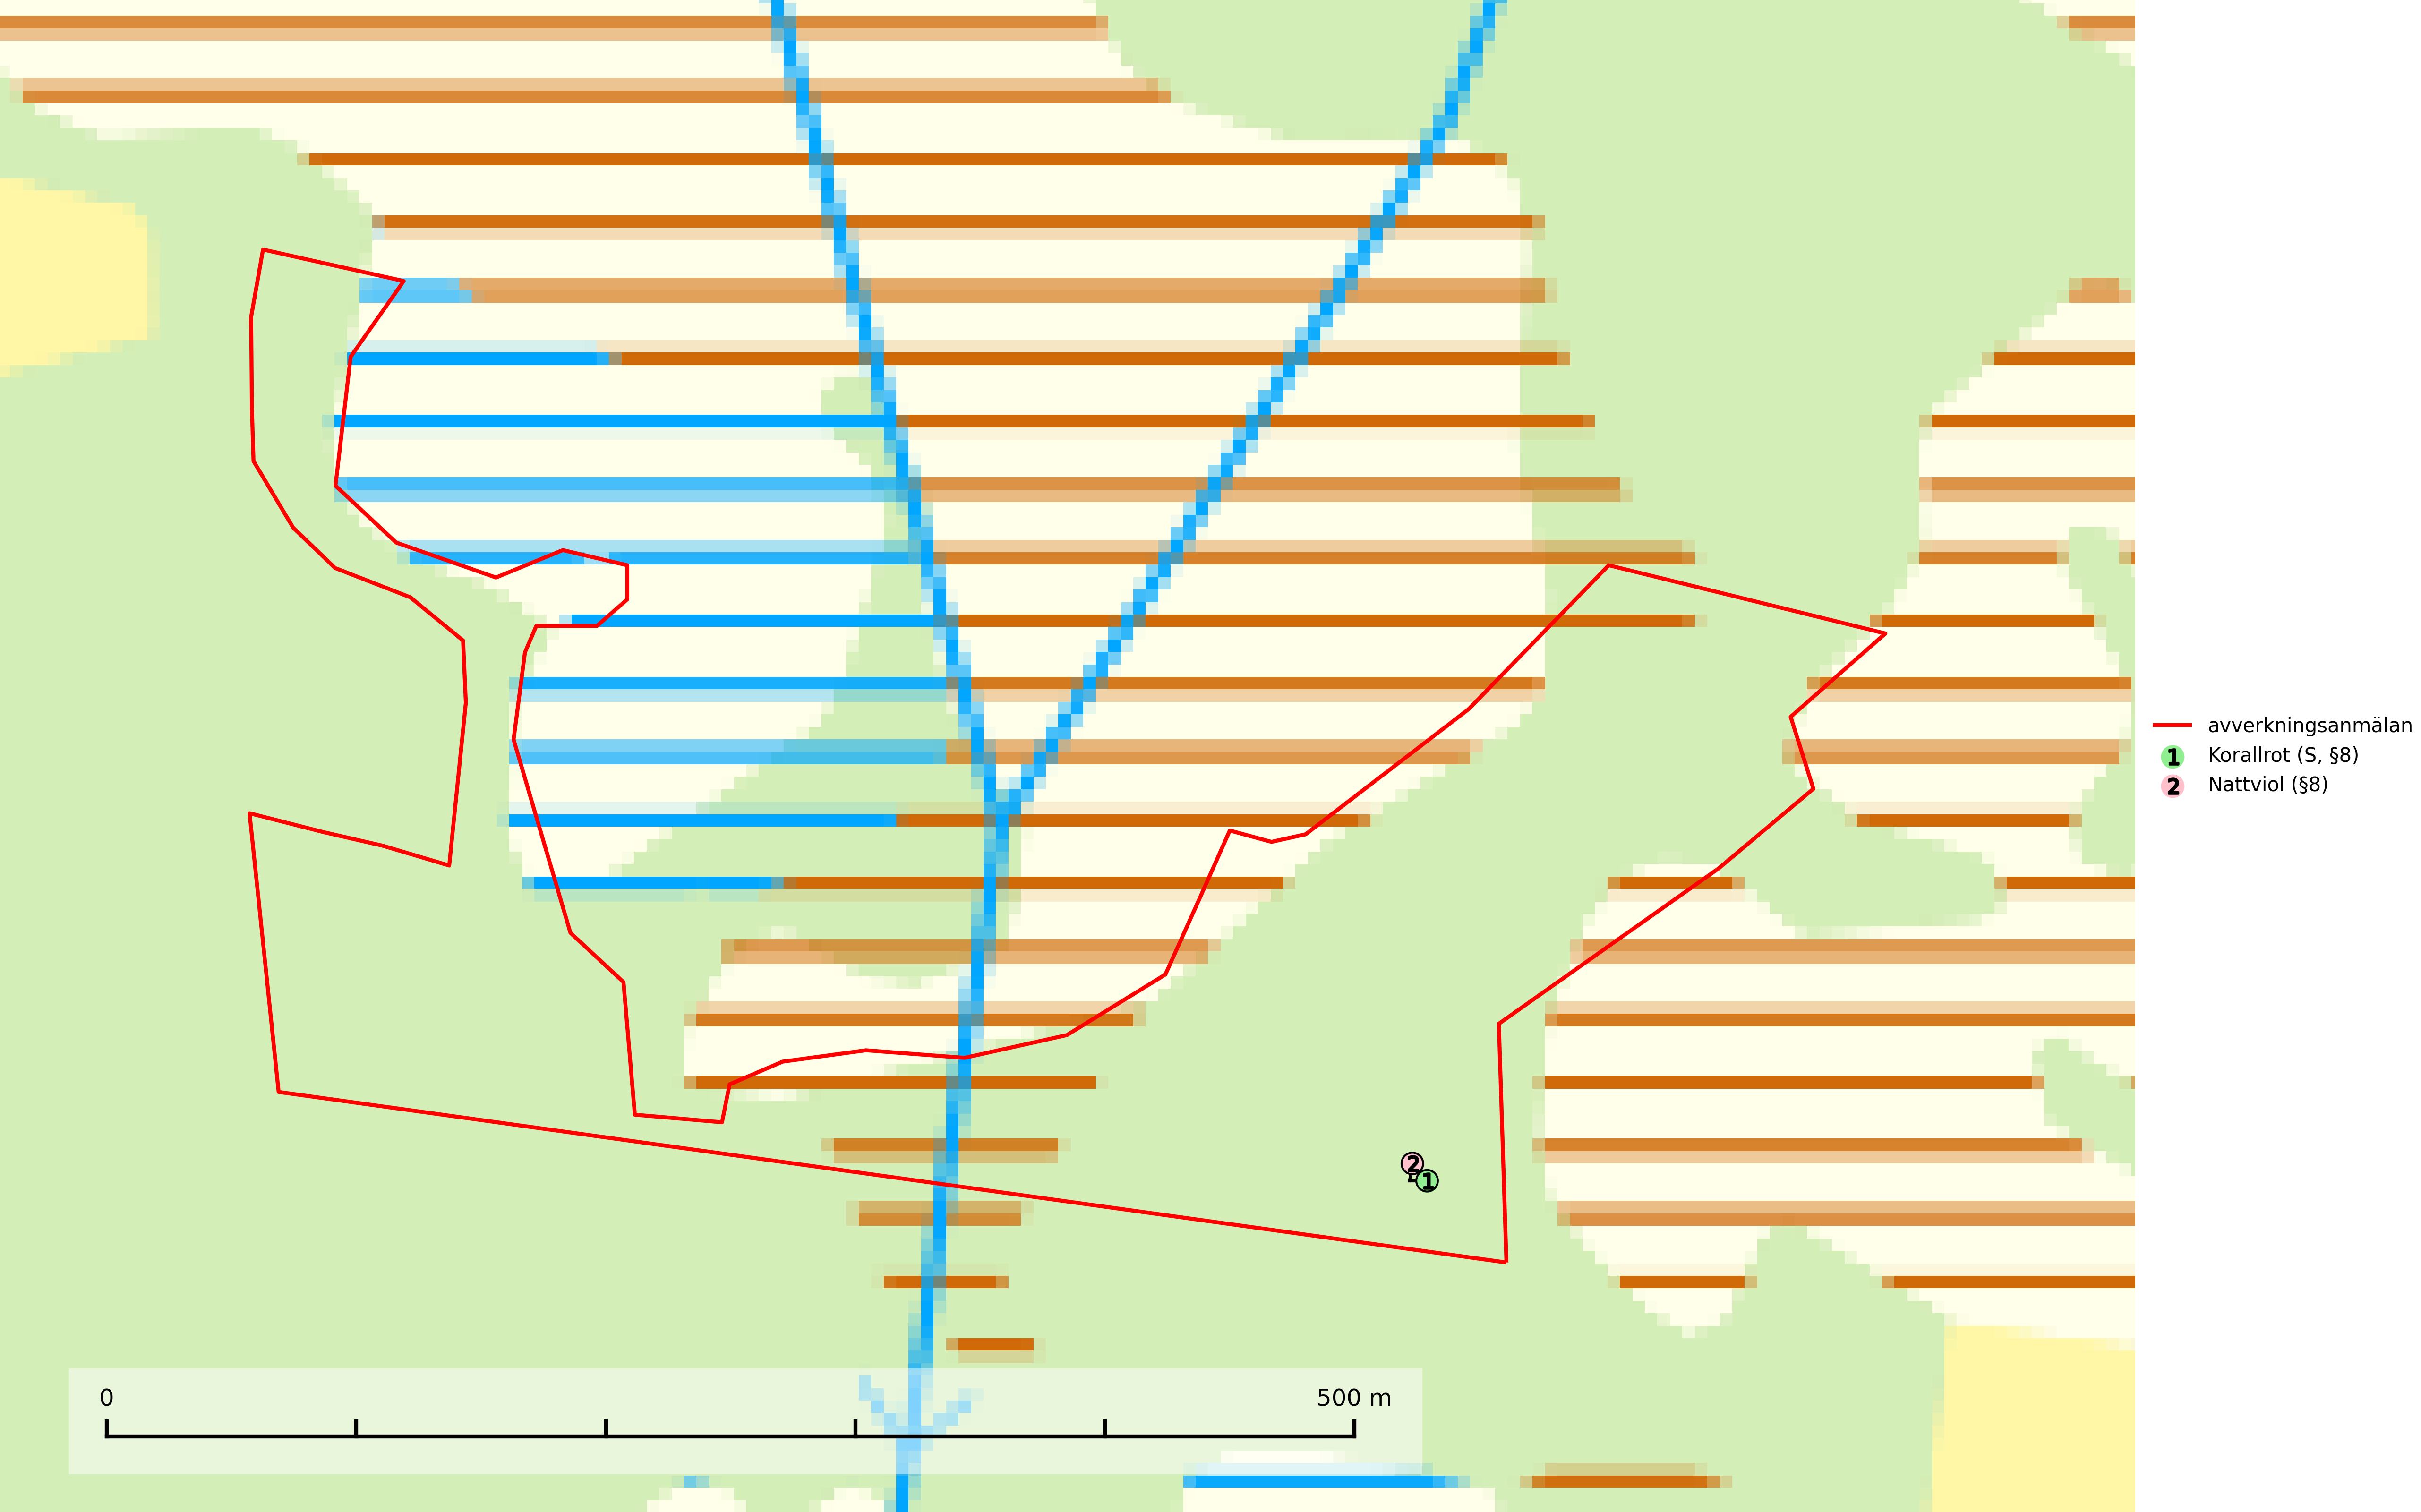 avverkningsanmälan
1 Korallrot (S, §8)
2 Nattviol (§8)
2
1
0 500 m